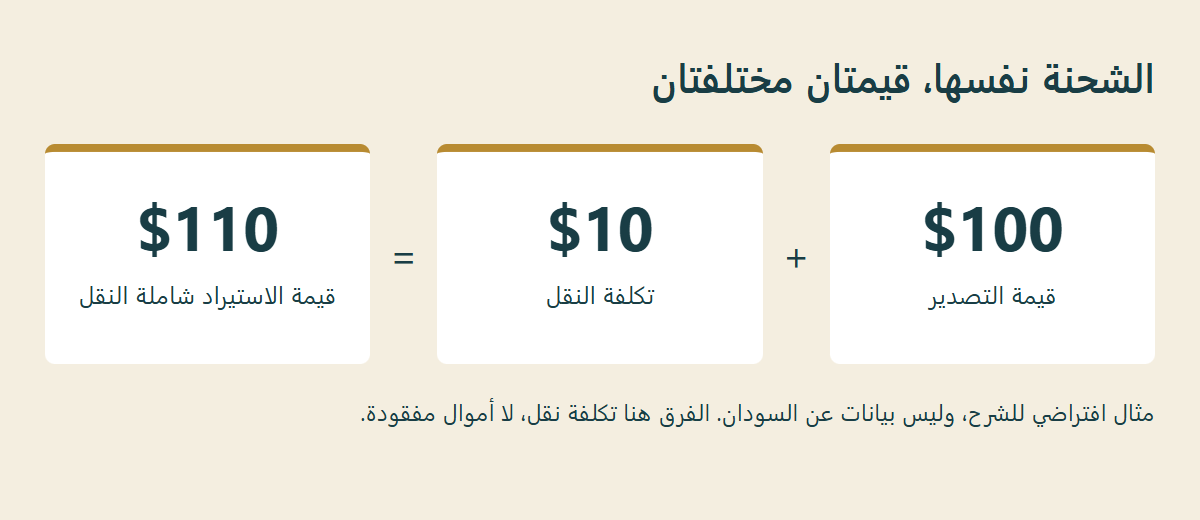 الشحنة نفسها، قيمتان مختلفتان
$100
قيمة التصدير
+
$10
تكلفة النقل
=
$110
قيمة الاستيراد شاملة النقل
مثال افتراضي للشرح، وليس بيانات عن السودان. الفرق هنا تكلفة نقل، لا أموال مفقودة.